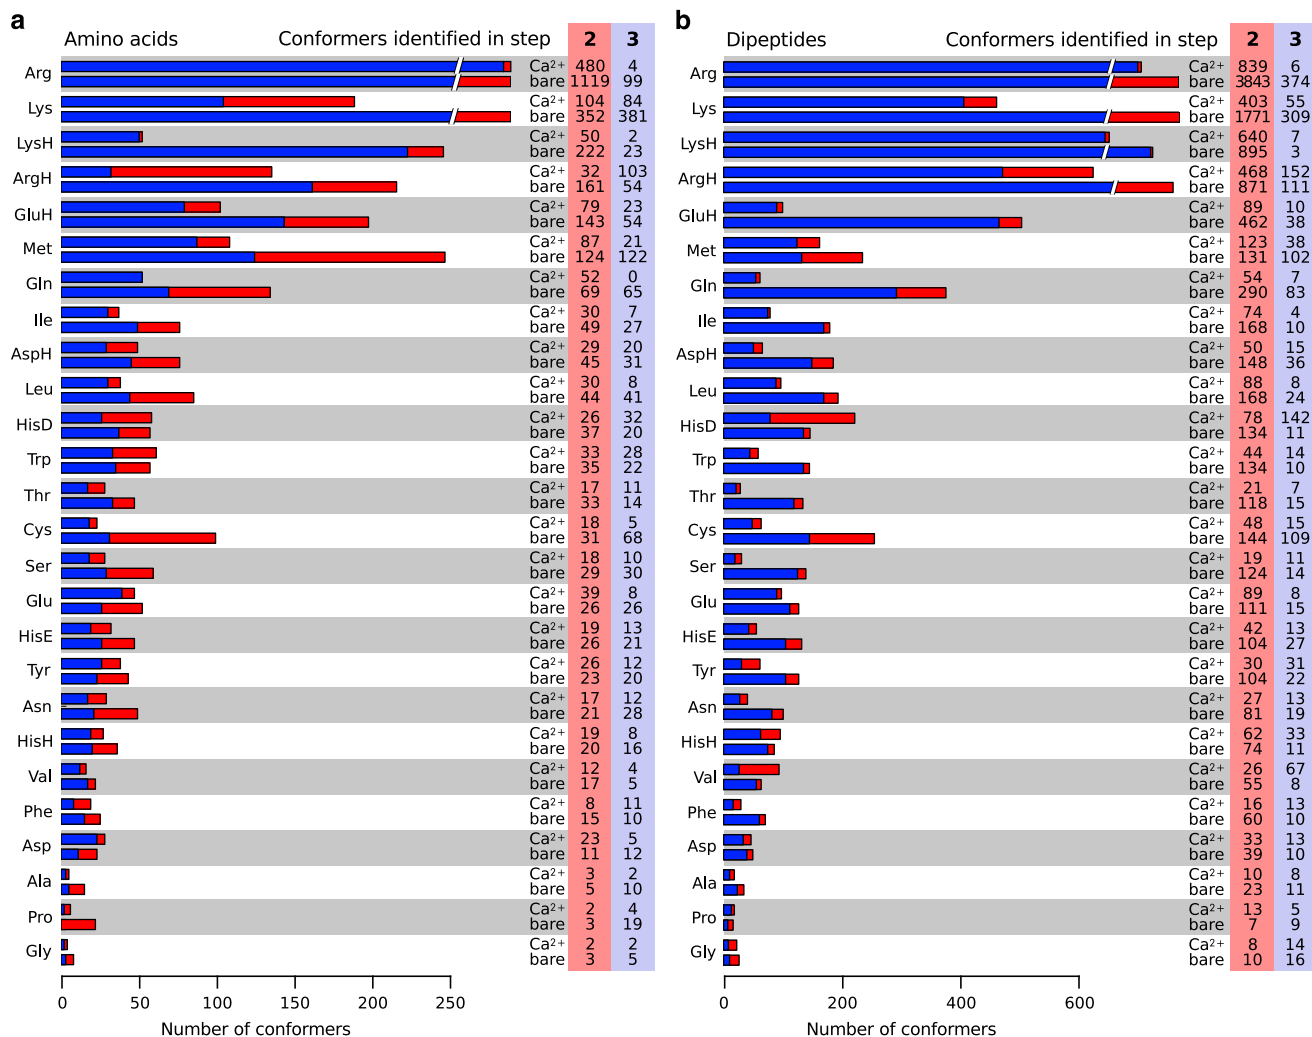 a
Amino acids Conformers identified in step 2 3
Arg Ca²⁺ 480 4
bare 1119 99
Lys Ca²⁺ 104 84
bare 352 381
LysH Ca²⁺ 50 2
bare 222 23
ArgH Ca²⁺ 32 103
bare 161 54
GluH Ca²⁺ 79 23
bare 143 54
Met Ca²⁺ 87 21
bare 124 122
Gln Ca²⁺ 52 0
bare 69 65
Ile Ca²⁺ 30 7
bare 49 27
AspH Ca²⁺ 29 20
bare 45 31
Leu Ca²⁺ 30 8
bare 44 41
HisD Ca²⁺ 26 32
bare 37 20
Trp Ca²⁺ 33 28
bare 35 22
Thr Ca²⁺ 17 11
bare 33 14
Cys Ca²⁺ 18 5
bare 31 68
Ser Ca²⁺ 18 10
bare 29 30
Glu Ca²⁺ 39 8
bare 26 26
HisE Ca²⁺ 19 13
bare 26 21
Tyr Ca²⁺ 26 12
bare 23 20
Asn Ca²⁺ 17 12
bare 21 28
HisH Ca²⁺ 19 8
bare 20 16
Val Ca²⁺ 12 4
bare 17 5
Phe Ca²⁺ 8 11
bare 15 10
Asp Ca²⁺ 23 5
bare 11 12
Ala Ca²⁺ 3 2
bare 5 10
Pro Ca²⁺ 2 4
bare 3 19
Gly Ca²⁺ 2 2
bare 3 5
0 50 100 150 200 250
Number of conformers
b
Dipeptides Conformers identified in step 2 3
Arg Ca²⁺ 839 6
bare 3843 374
Lys Ca²⁺ 403 55
bare 1771 309
LysH Ca²⁺ 640 7
bare 895 3
ArgH Ca²⁺ 468 152
bare 871 111
GluH Ca²⁺ 89 10
bare 462 38
Met Ca²⁺ 123 38
bare 131 102
Gln Ca²⁺ 54 7
bare 290 83
Ile Ca²⁺ 74 4
bare 168 10
AspH Ca²⁺ 50 15
bare 148 36
Leu Ca²⁺ 88 8
bare 168 24
HisD Ca²⁺ 78 142
bare 134 11
Trp Ca²⁺ 44 14
bare 134 10
Thr Ca²⁺ 21 7
bare 118 15
Cys Ca²⁺ 48 15
bare 144 109
Ser Ca²⁺ 19 11
bare 124 14
Glu Ca²⁺ 89 8
bare 111 15
HisE Ca²⁺ 42 13
bare 104 27
Tyr Ca²⁺ 30 31
bare 104 22
Asn Ca²⁺ 27 13
bare 81 19
HisH Ca²⁺ 62 33
bare 74 11
Val Ca²⁺ 26 67
bare 55 8
Phe Ca²⁺ 16 13
bare 60 10
Asp Ca²⁺ 33 13
bare 39 10
Ala Ca²⁺ 10 8
bare 23 11
Pro Ca²⁺ 13 5
bare 7 9
Gly Ca²⁺ 8 14
bare 10 16
0 200 400 600
Number of conformers